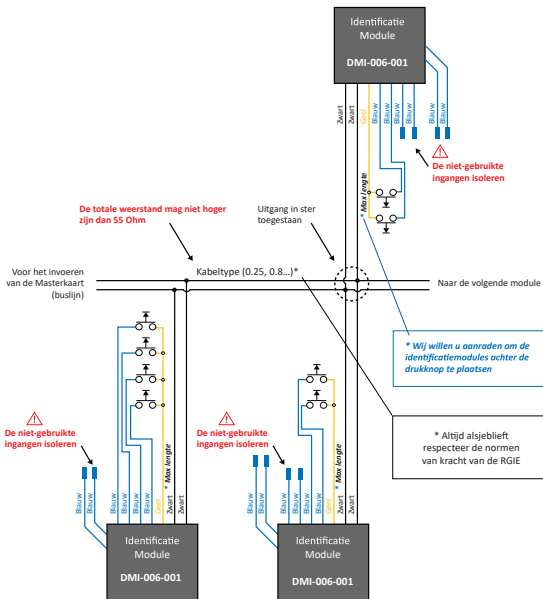 Identificatie
Module
DMI-006-001
Zwart
Zwart
Geel
Blauw
Blauw
Blauw
Blauw
Blauw
Blauw
De niet-gebruikte
ingangen isoleren
* Max lengte
De totale weerstand mag niet hoger
zijn dan 55 Ohm
Uitgang in ster
toegestaan
Voor het invoeren
van de Masterkaart
(buslijn)
Kabeltype (0.25, 0.8...)*
Naar de volgende module
* Wij willen u aanraden om de
identificatiemodules achter de
drukknop te plaatsen
* Altijd alsjeblieft
respecteer de normen
van kracht van de RGIE
De niet-gebruikte
ingangen isoleren
Blauw
Blauw
Blauw
Blauw
Blauw
Blauw
Geel
* Max lengte
Zwart
Zwart
Identificatie
Module
DMI-006-001
De niet-gebruikte
ingangen isoleren
Blauw
Blauw
Blauw
Blauw
Blauw
Blauw
Geel
* Max lengte
Zwart
Zwart
Identificatie
Module
DMI-006-001